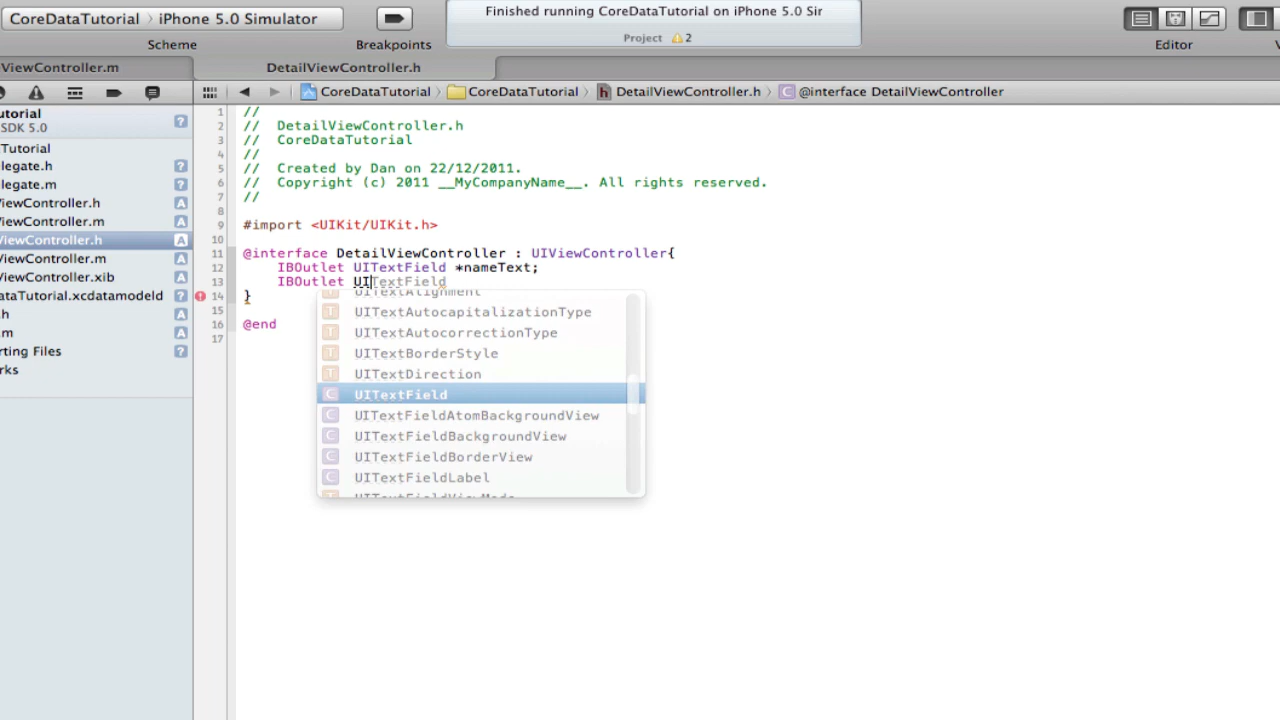 CoreDataTutorial › iPhone 5.0 Simulator
Finished running CoreDataTutorial on iPhone 5.0 Sir
Project 2
Scheme
Breakpoints
Editor
ViewController.m
DetailViewController.h
CoreDataTutorial › CoreDataTutorial › h DetailViewController.h › C @interface DetailViewController
utorial
SDK 5.0
Tutorial
legate.h
legate.m
ViewController.h
ViewController.m
ViewController.h
ViewController.m
ViewController.xib
ataTutorial.xcdatamodeld
.h
.m
rting Files
rks
1 //
2 // DetailViewController.h
3 // CoreDataTutorial
4 //
5 // Created by Dan on 22/12/2011.
6 // Copyright (c) 2011 __MyCompanyName__. All rights reserved.
7 //
8
9 #import <UIKit/UIKit.h>
10
11 @interface DetailViewController : UIViewController{
12 IBOutlet UITextField *nameText;
13 IBOutlet UITextField
14 }
15
16 @end
17
T UITextAlignment
T UITextAutocapitalizationType
T UITextAutocorrectionType
T UITextBorderStyle
T UITextDirection
C UITextField
C UITextFieldAtomBackgroundView
C UITextFieldBackgroundView
C UITextFieldBorderView
C UITextFieldLabel
T UITextFieldViewMode